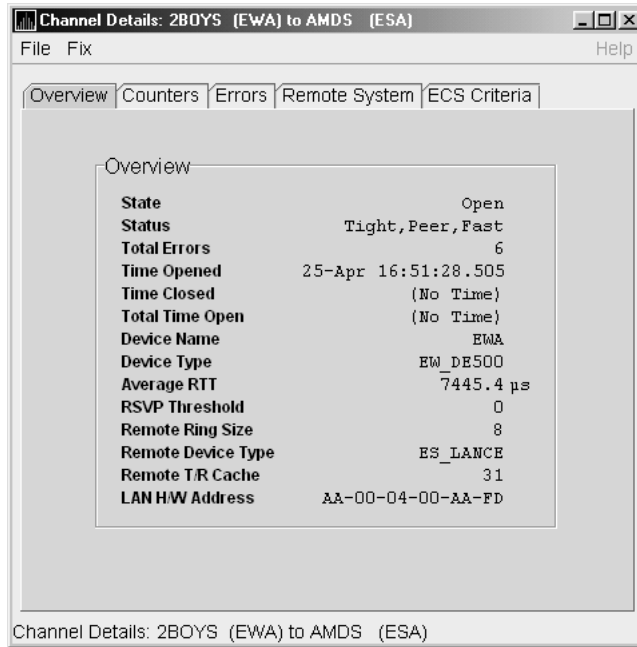 Channel Details: 2BOYS (EWA) to AMDS (ESA)
File Fix Help
Overview Counters Errors Remote System ECS Criteria
Overview
State Open
Status Tight,Peer,Fast
Total Errors 6
Time Opened 25-Apr 16:51:28.505
Time Closed (No Time)
Total Time Open (No Time)
Device Name EWA
Device Type EW_DE500
Average RTT 7445.4 µs
RSVP Threshold 0
Remote Ring Size 8
Remote Device Type ES_LANCE
Remote T/R Cache 31
LAN H/W Address AA-00-04-00-AA-FD
Channel Details: 2BOYS (EWA) to AMDS (ESA)